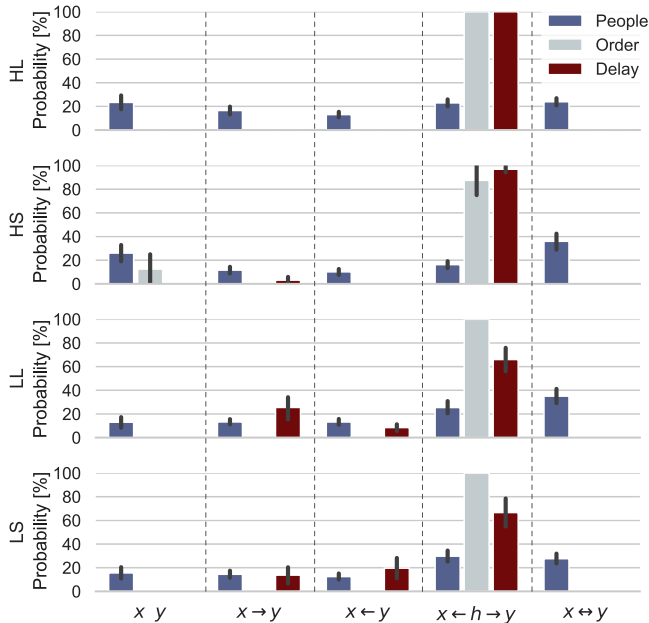 HL
Probability [%]
100
80
60
40
20
0
People
Order
Delay
HS
Probability [%]
100
80
60
40
20
0
LL
Probability [%]
100
80
60
40
20
0
LS
Probability [%]
100
80
60
40
20
0
x y
x → y
x ← y
x ← h → y
x ↔ y